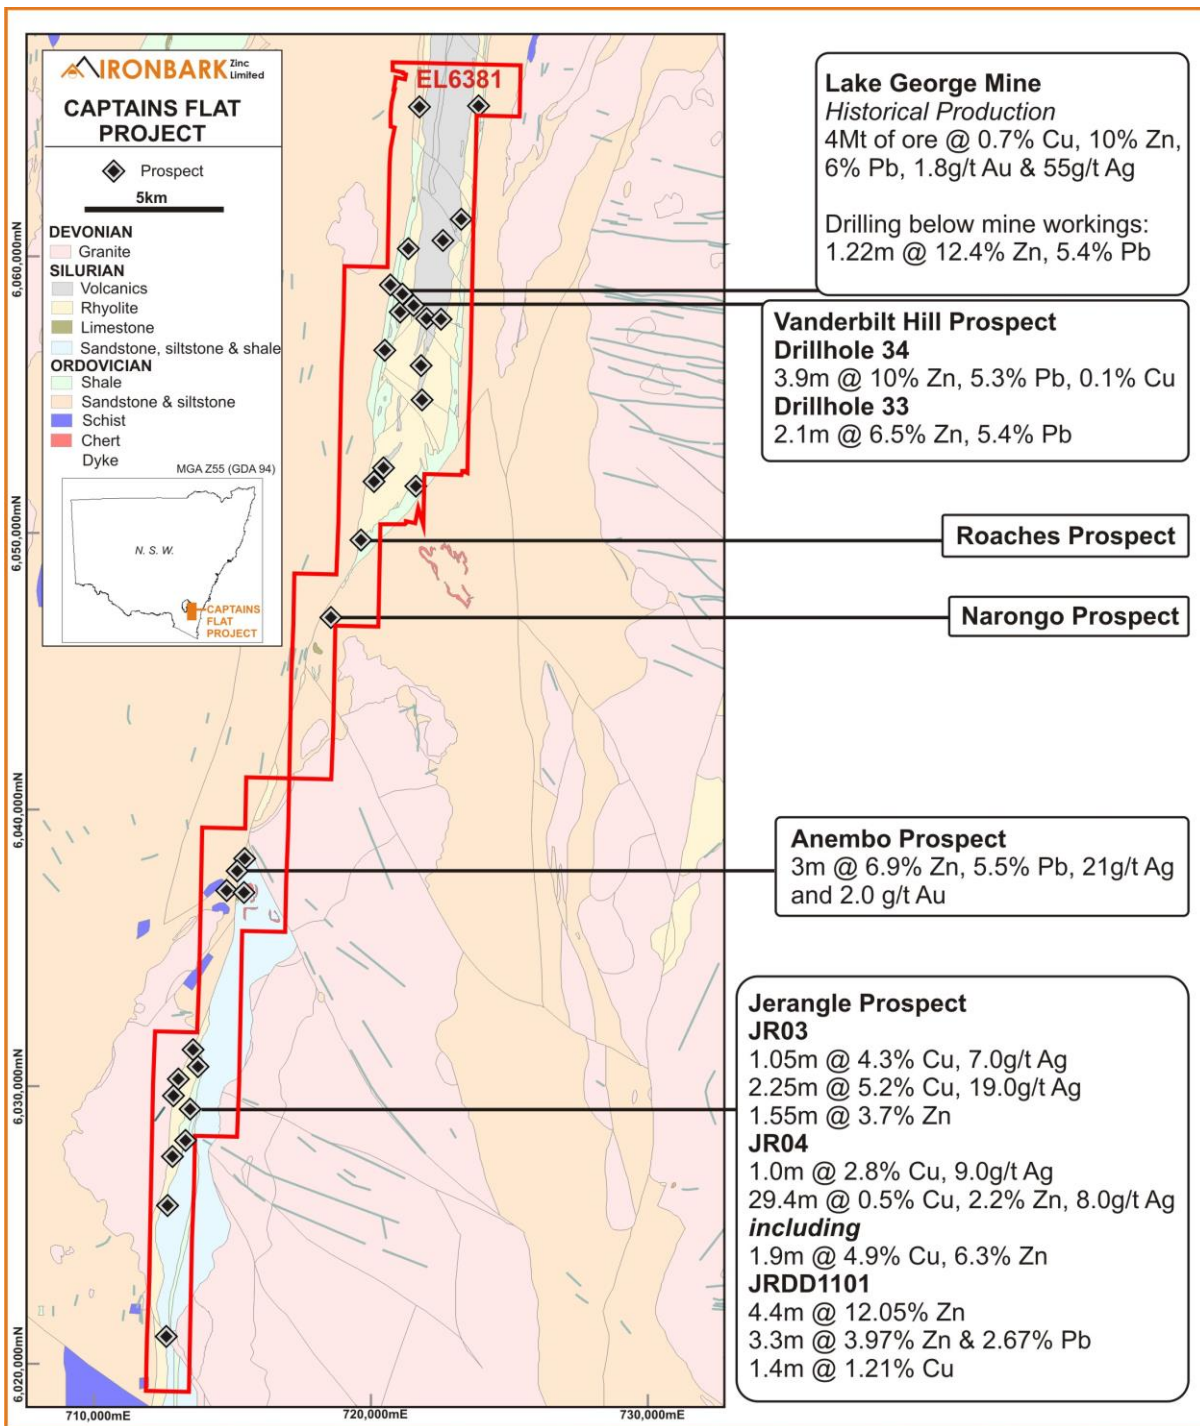 IRONBARK Zinc Limited
CAPTAINS FLAT
PROJECT
Prospect
5km
DEVONIAN
Granite
SILURIAN
Volcanics
Rhyolite
Limestone
Sandstone, siltstone & shale
ORDOVICIAN
Shale
Sandstone & siltstone
Schist
Chert
Dyke
MGA Z55 (GDA 94)
N. S. W.
CAPTAINS
FLAT
PROJECT
EL6381
Lake George Mine
Historical Production
4Mt of ore @ 0.7% Cu, 10% Zn,
6% Pb, 1.8g/t Au & 55g/t Ag
Drilling below mine workings:
1.22m @ 12.4% Zn, 5.4% Pb
Vanderbilt Hill Prospect
Drillhole 34
3.9m @ 10% Zn, 5.3% Pb, 0.1% Cu
Drillhole 33
2.1m @ 6.5% Zn, 5.4% Pb
Roaches Prospect
Narongo Prospect
Anembo Prospect
3m @ 6.9% Zn, 5.5% Pb, 21g/t Ag
and 2.0 g/t Au
Jerangle Prospect
JR03
1.05m @ 4.3% Cu, 7.0g/t Ag
2.25m @ 5.2% Cu, 19.0g/t Ag
1.55m @ 3.7% Zn
JR04
1.0m @ 2.8% Cu, 9.0g/t Ag
29.4m @ 0.5% Cu, 2.2% Zn, 8.0g/t Ag
including
1.9m @ 4.9% Cu, 6.3% Zn
JRDD1101
4.4m @ 12.05% Zn
3.3m @ 3.97% Zn & 2.67% Pb
1.4m @ 1.21% Cu
6,060,000mN
6,050,000mN
6,040,000mN
6,030,000mN
6,020,000mN
710,000mE
720,000mE
730,000mE